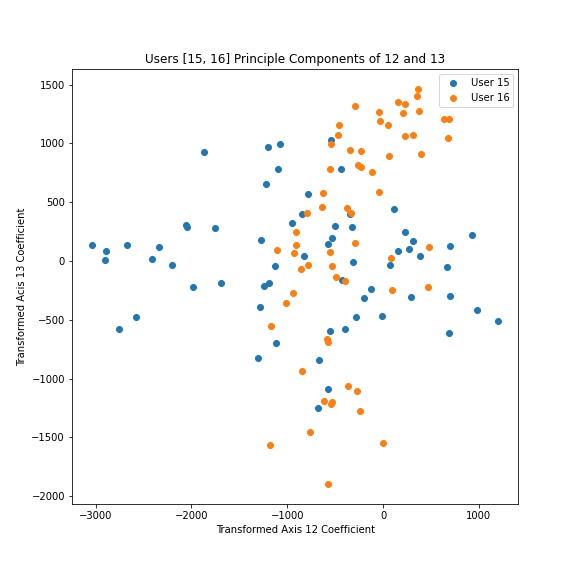 Users [15, 16] Principle Components of 12 and 13
User 15
User 16
1500
1000
500
0
−500
−1000
−1500
−2000
Transformed Acis 13 Coefficient
−3000 −2000 −1000 0 1000
Transformed Axis 12 Coefficient